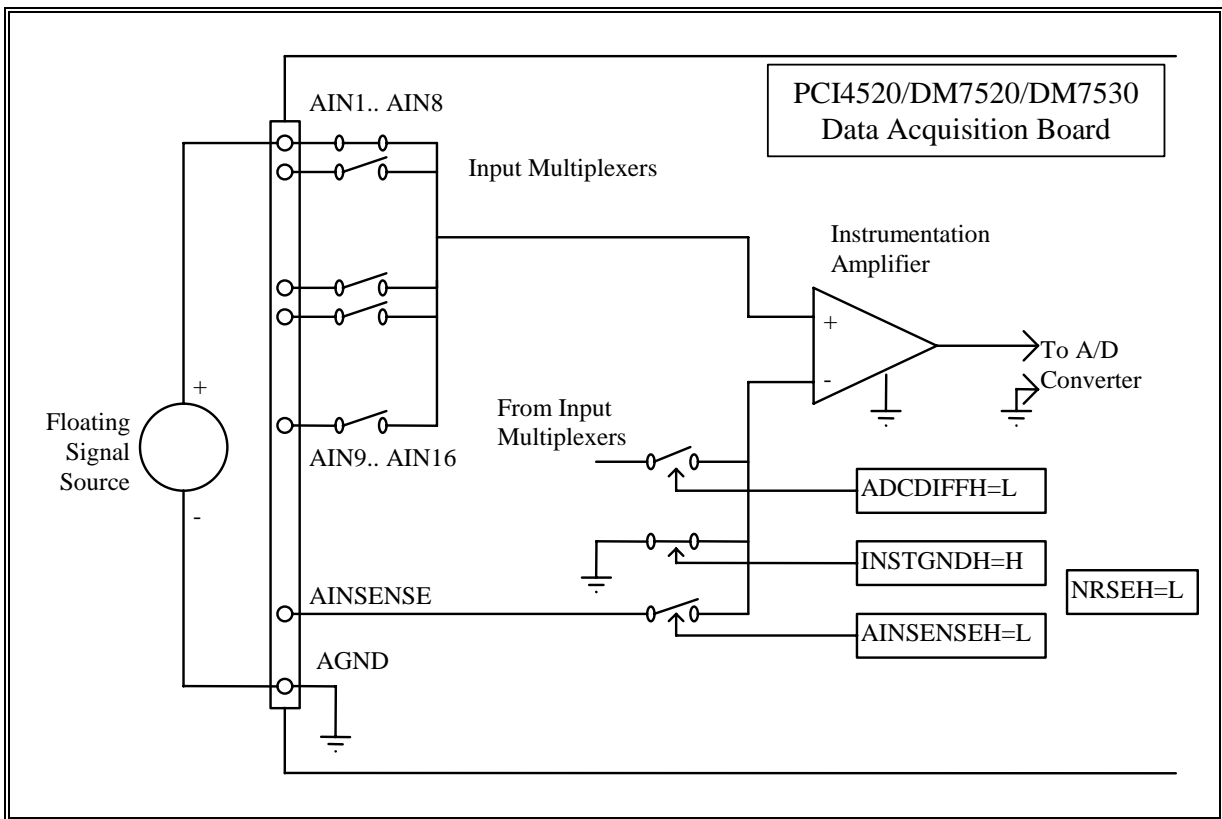 PCI4520/DM7520/DM7530
Data Acquisition Board
AIN1.. AIN8
Input Multiplexers
Instrumentation
Amplifier
+
-
To A/D
Converter
+
Floating
Signal
Source
-
From Input
Multiplexers
AIN9.. AIN16
ADCDIFFH=L
INSTGNDH=H
NRSEH=L
AINSENSE
AINSENSEH=L
AGND